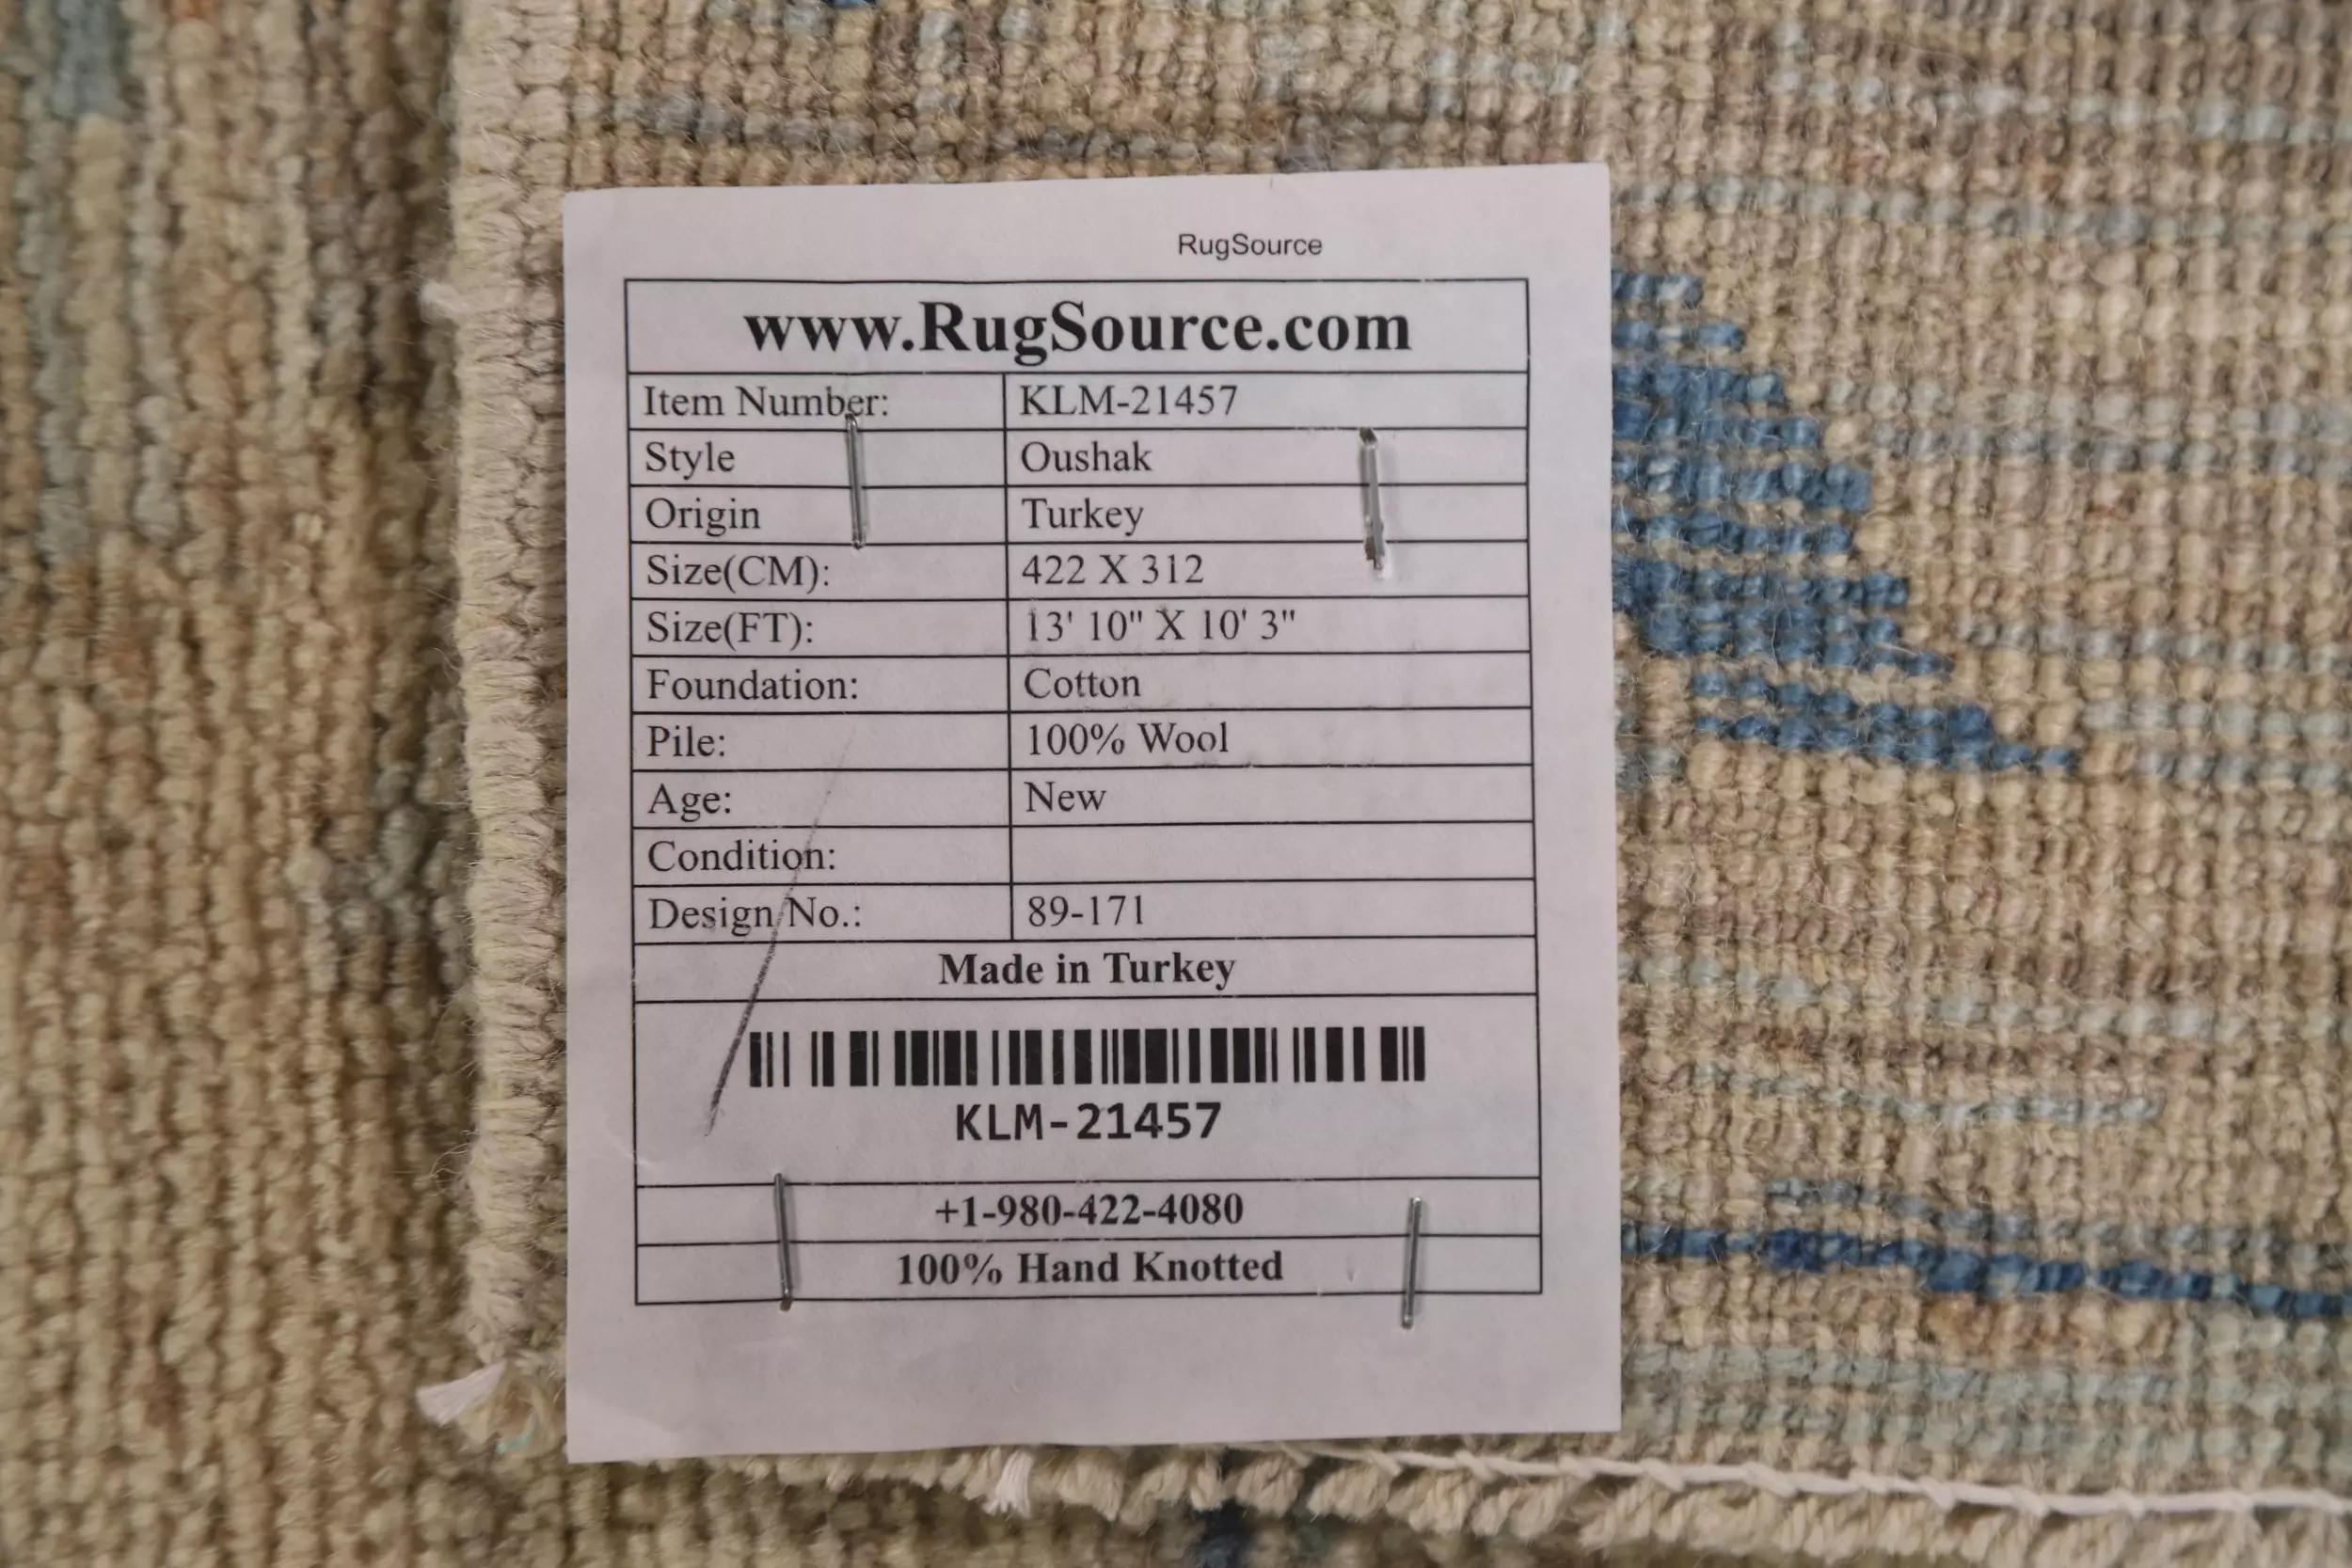 RugSource
www.RugSource.com
Item Number: KLM-21457
Style Oushak
Origin Turkey
Size(CM): 422 X 312
Size(FT): 13' 10" X 10' 3"
Foundation: Cotton
Pile: 100% Wool
Age: New
Condition:
Design No.: 89-171
Made in Turkey
KLM-21457
+1-980-422-4080
100% Hand Knotted